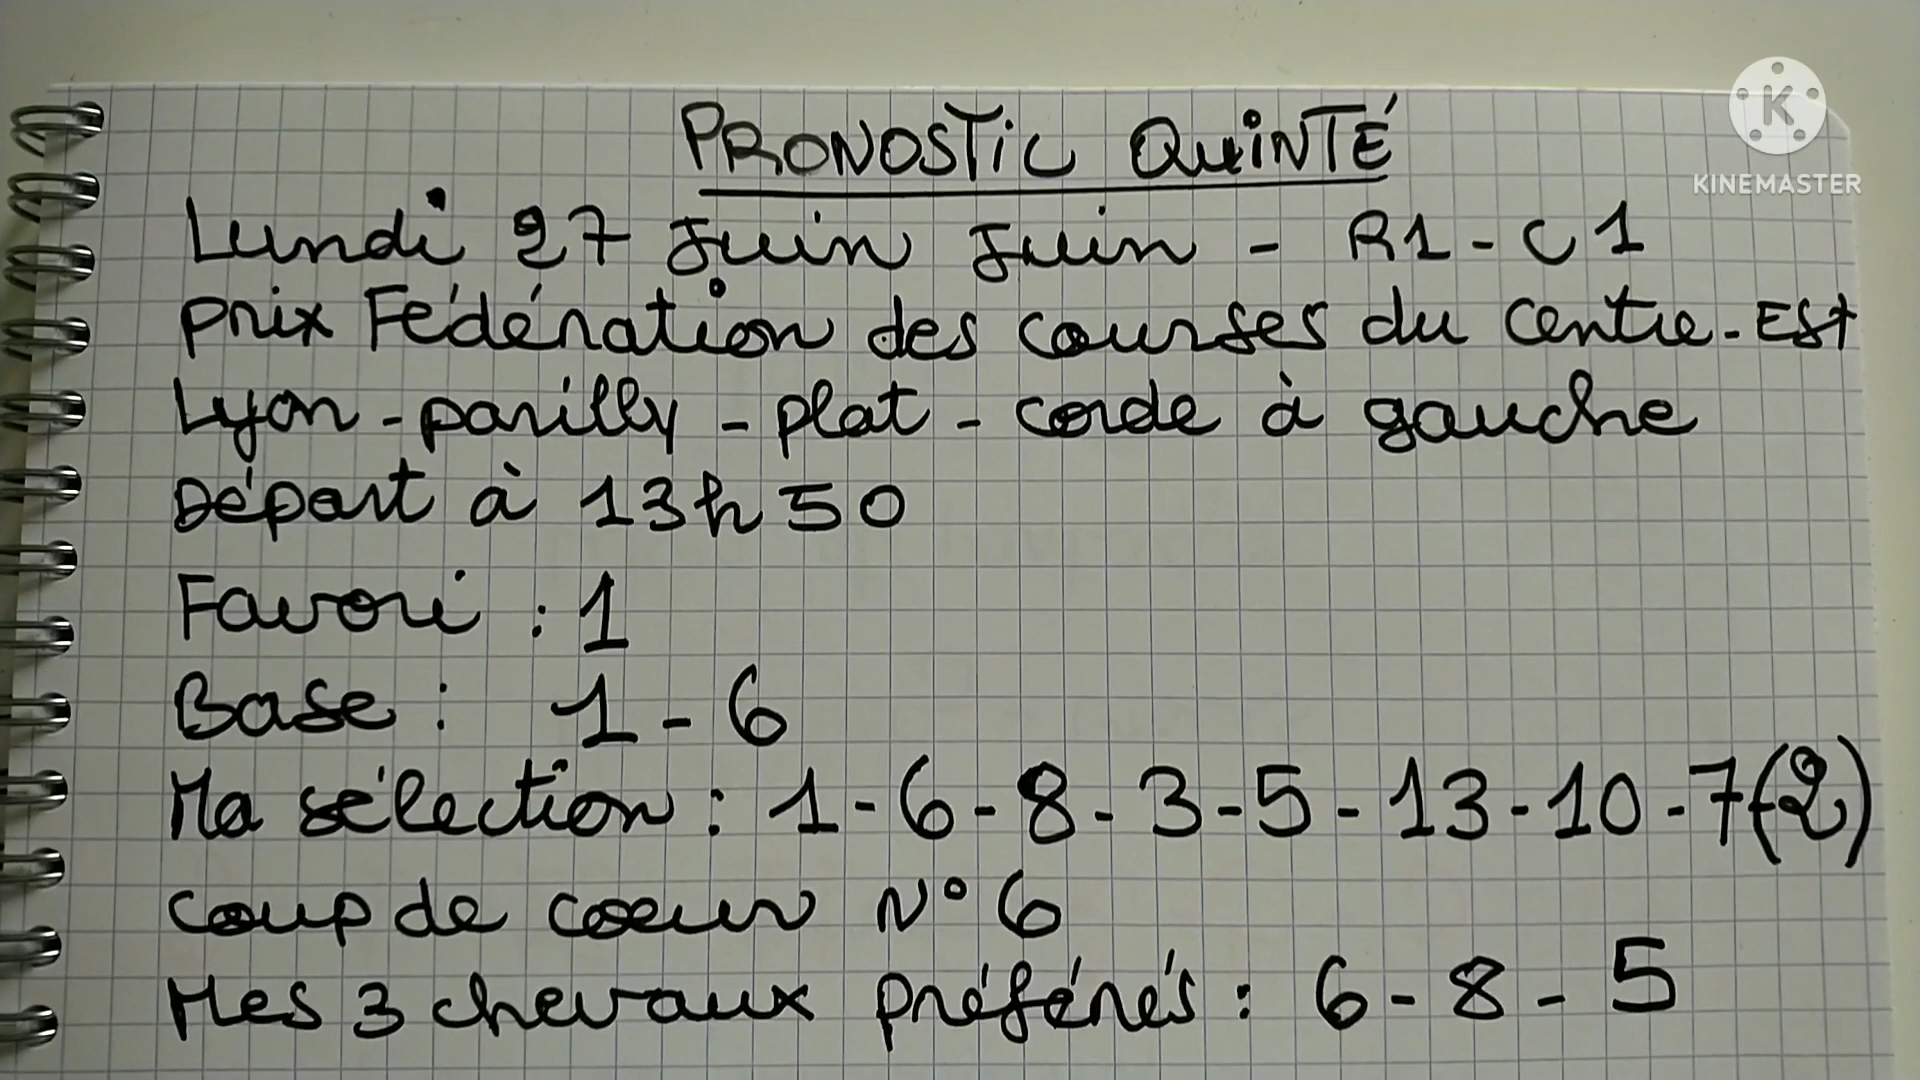 PRONOSTIC QUINTÉ
Lundi 27 Juin Juin - R1 - C1
prix Fédération des courses du Centre-Est
Lyon-parilly - plat - corde à gauche
Départ à 13h50
Favori : 1
Base : 1 - 6
Ma sélection : 1 - 6 - 8 - 3 - 5 - 13 - 10 - 7 (2)
coup de coeur N° 6
Mes 3 chevaux préférés : 6 - 8 - 5
KINEMASTER